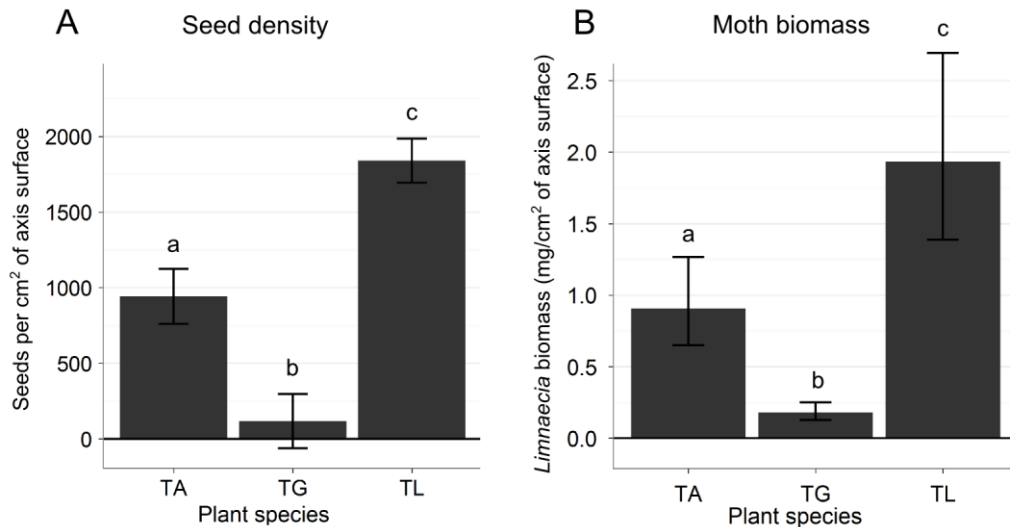 A
Seed density
Seeds per cm² of axis surface
2000
1500
1000
500
0
a
b
c
TA
TG
TL
Plant species
B
Moth biomass
Limnaecia biomass (mg/cm² of axis surface)
2.5
2.0
1.5
1.0
0.5
0.0
a
b
c
TA
TG
TL
Plant species